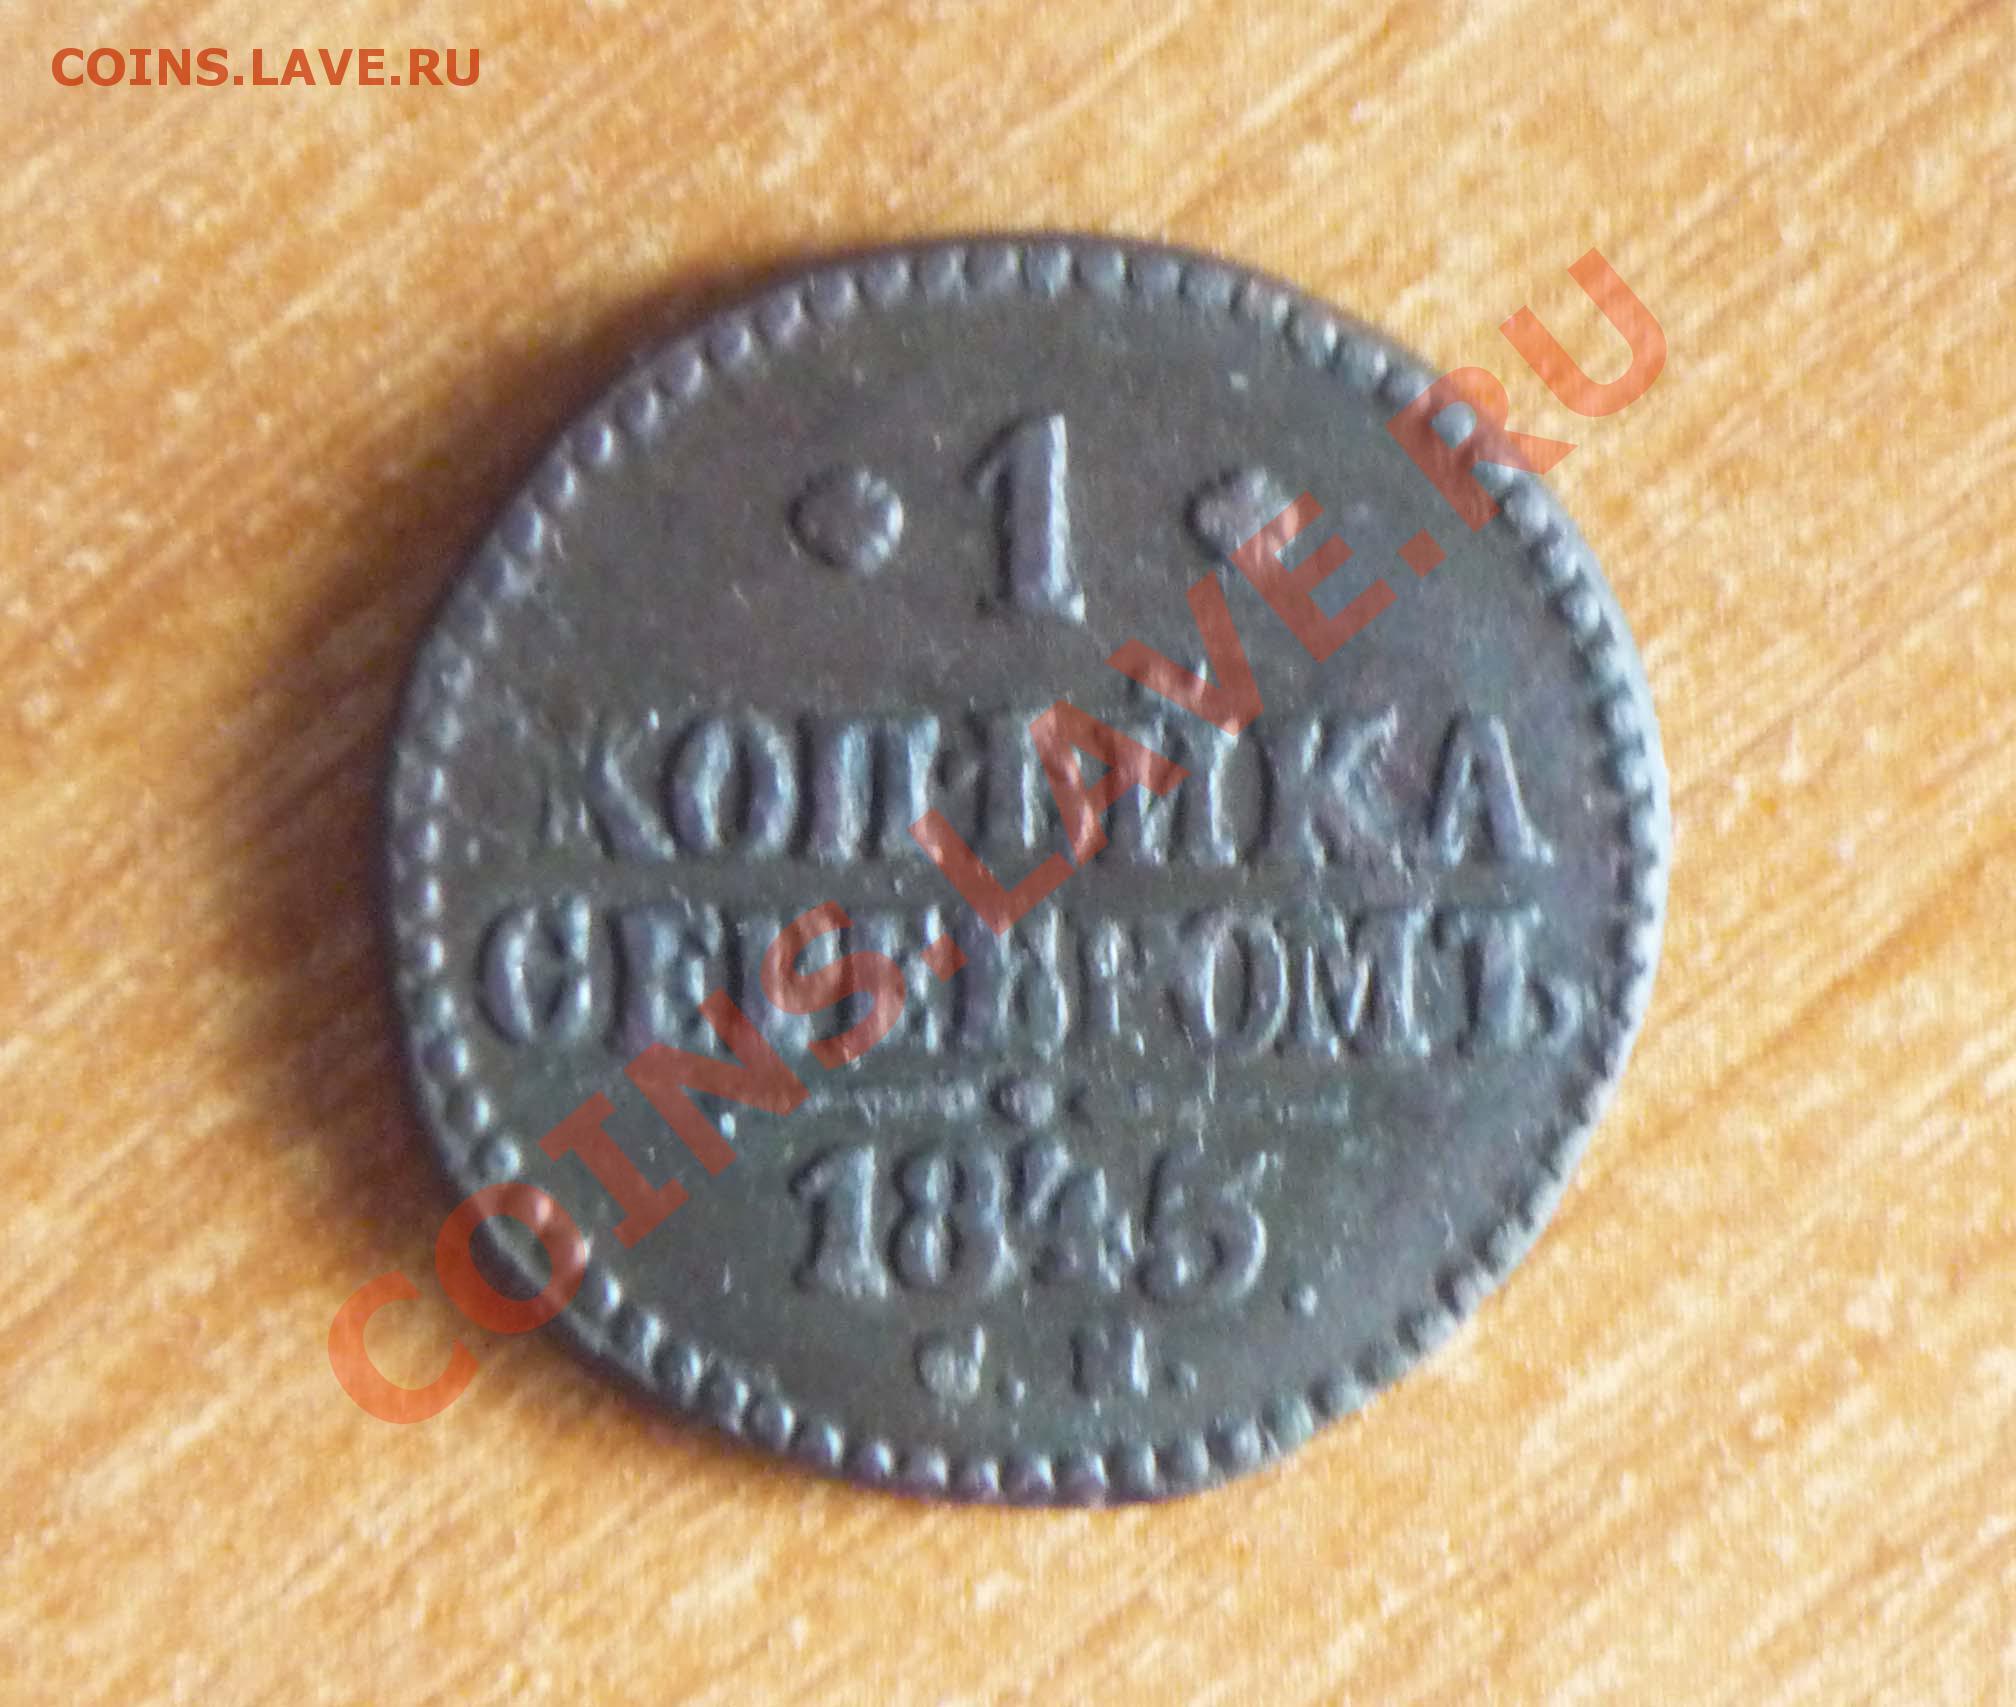 COINS.LAVE.RU
• 1 •
КОПѢЙКА
СЕРЕБРОМЪ
1845.
С. М.
COINS.LAVE.RU